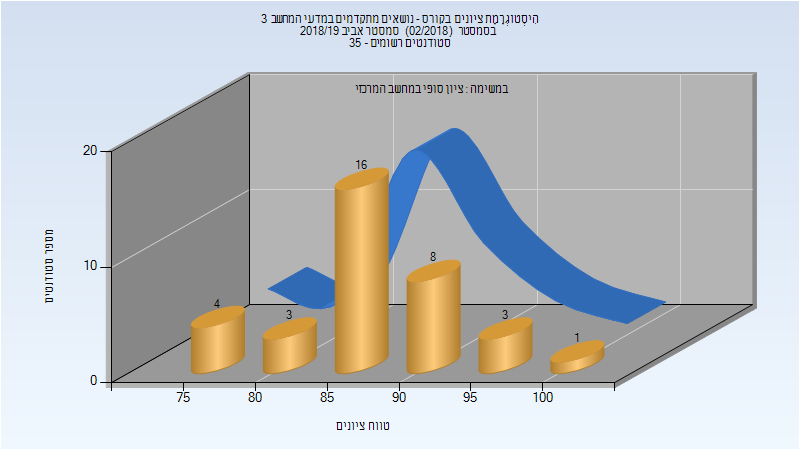 הִיסְטוֹגְרָמָת ציונים בקורס - נושאים מתקדמים במדעי המחשב 3
בסמסטר (02/2018) סמסטר אביב 2018/19
סטודנטים רשומים - 35
במשימה : ציון סופי במחשב המרכזי
20
10
0
מספר סטודנטים
4
3
16
8
3
1
75
80
85
90
95
100
טווח ציונים